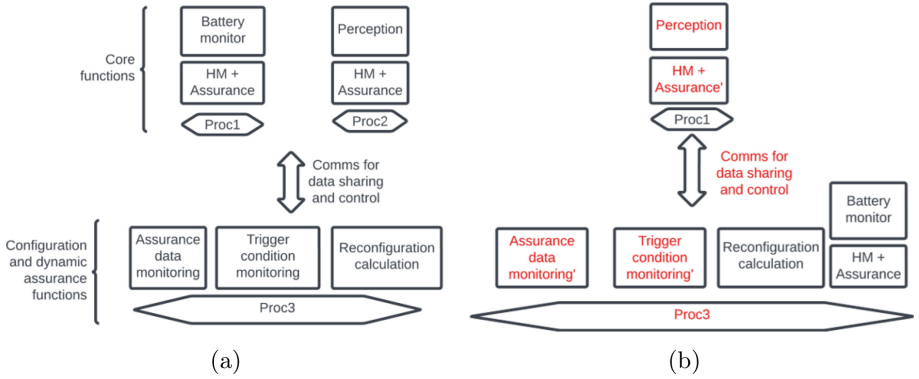 Core
functions
Battery
monitor
HM +
Assurance
Proc1
Perception
HM +
Assurance
Proc2
Comms for
data sharing
and control
Configuration
and dynamic
assurance
functions
Assurance
data
monitoring
Trigger
condition
monitoring
Reconfiguration
calculation
Proc3
(a)
Perception
HM +
Assurance'
Proc1
Comms for
data sharing
and control
Assurance
data
monitoring'
Trigger
condition
monitoring'
Reconfiguration
calculation
Battery
monitor
HM +
Assurance
Proc3
(b)